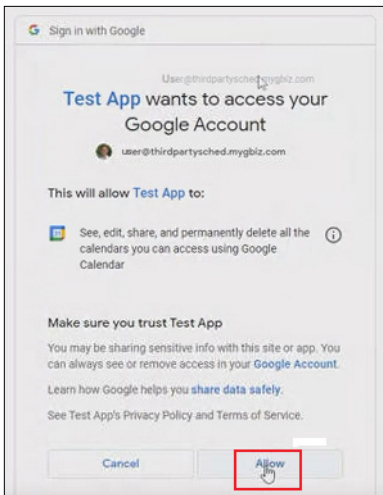 Sign in with Google
User@thirdpartysched.mygbiz.com
Test App wants to access your
Google Account
user@thirdpartysched.mygbiz.com
This will allow Test App to:
See, edit, share, and permanently delete all the
calendars you can access using Google
Calendar
Make sure you trust Test App
You may be sharing sensitive info with this site or app. You
can always see or remove access in your Google Account.
Learn how Google helps you share data safely.
See Test App's Privacy Policy and Terms of Service.
Cancel
Allow